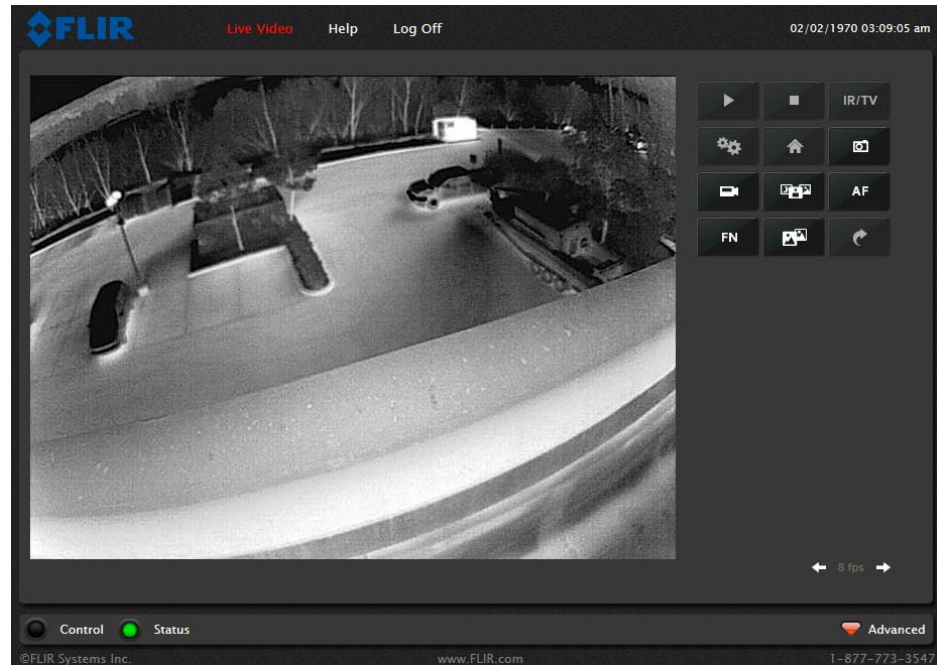 FLIR Live Video Help Log Off 02/02/1970 03:09:05 am
IR/TV
AF
FN
8 fps
Control Status Advanced
©FLIR Systems Inc. www.FLIR.com 1-877-773-3547